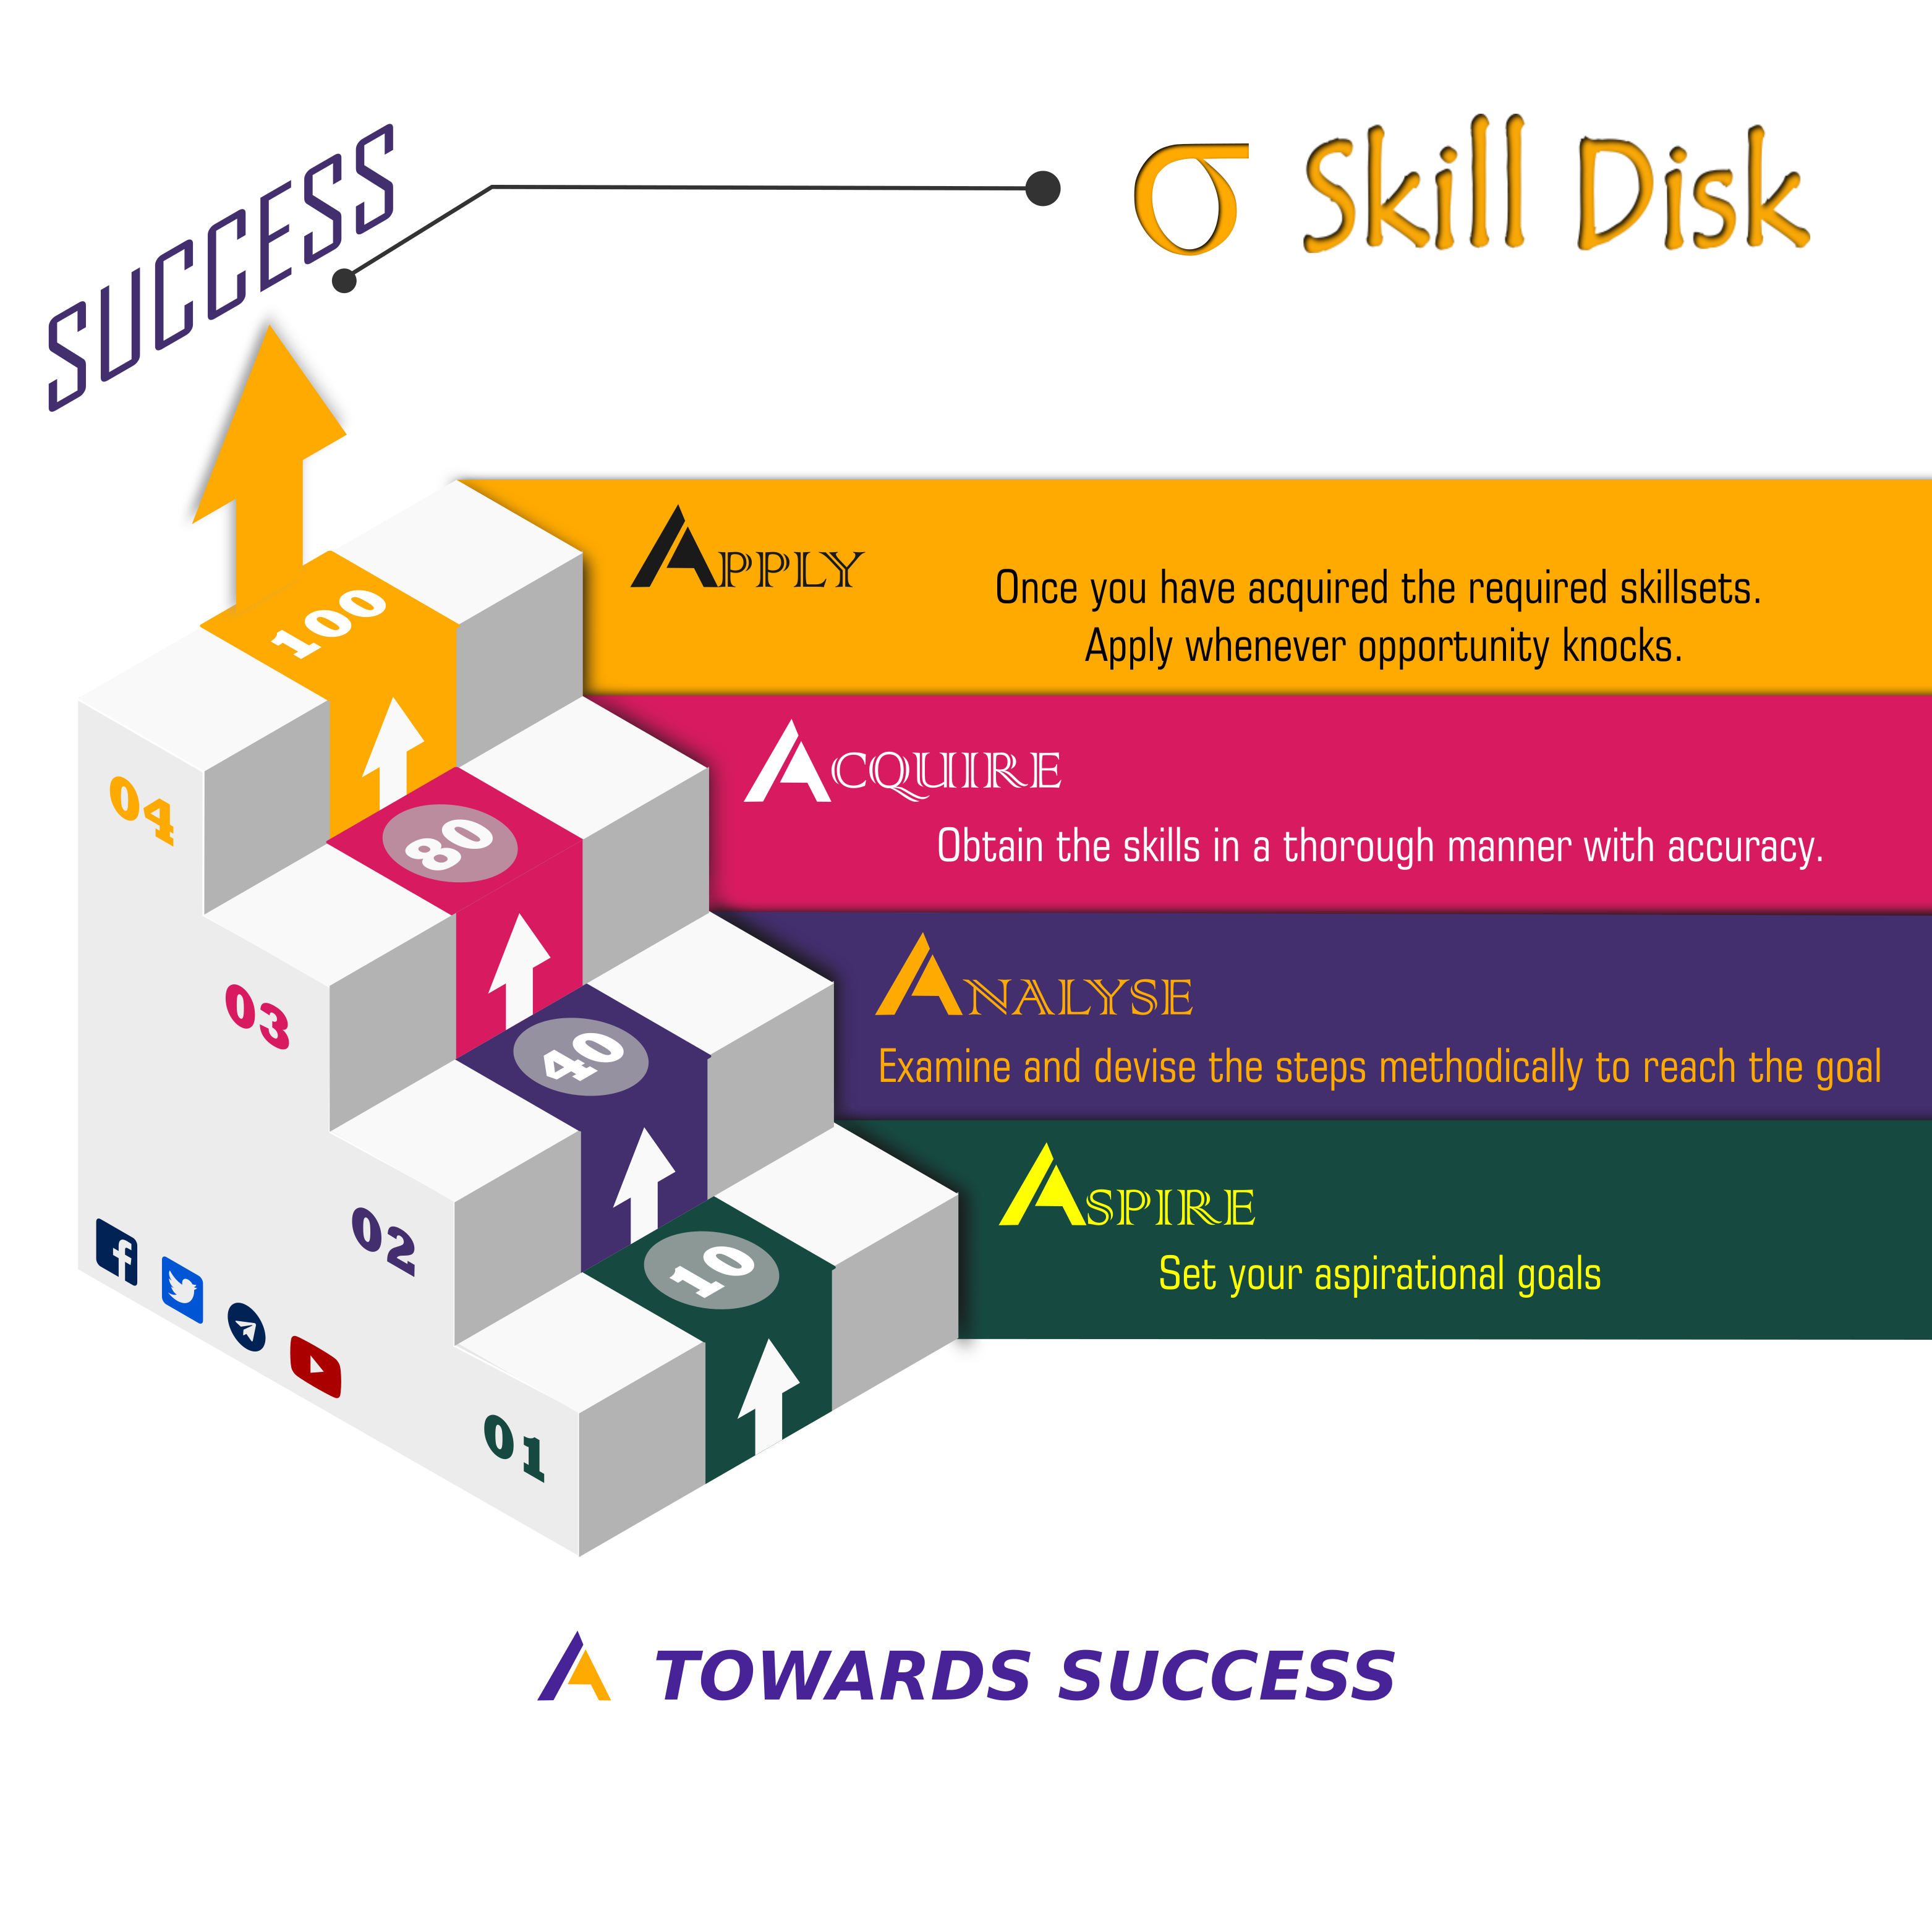 SUCCESS
σ Skill Disk
APPLY
Once you have acquired the required skillsets.
Apply whenever opportunity knocks.
100
04
ACQUIRE
Obtain the skills in a thorough manner with accuracy.
80
03
ANALYSE
Examine and devise the steps methodically to reach the goal
40
02
ASPIRE
Set your aspirational goals
10
01
A TOWARDS SUCCESS